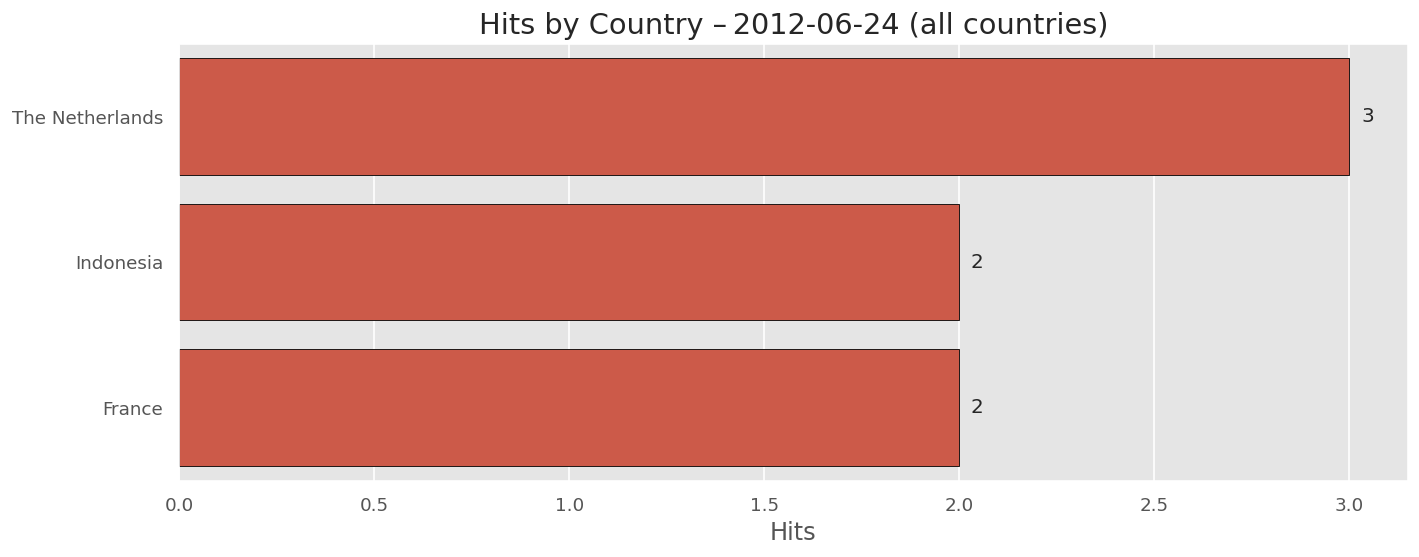 Hits by Country – 2012-06-24 (all countries)
The Netherlands
3
Indonesia
2
France
2
0.0 0.5 1.0 1.5 2.0 2.5 3.0
Hits